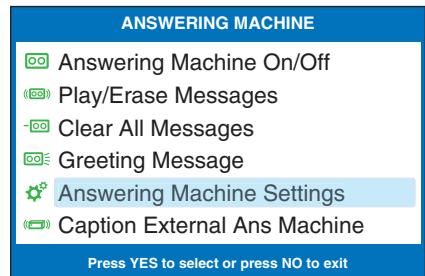 ANSWERING MACHINE
Answering Machine On/Off
Play/Erase Messages
Clear All Messages
Greeting Message
Answering Machine Settings
Caption External Ans Machine
Press YES to select or press NO to exit